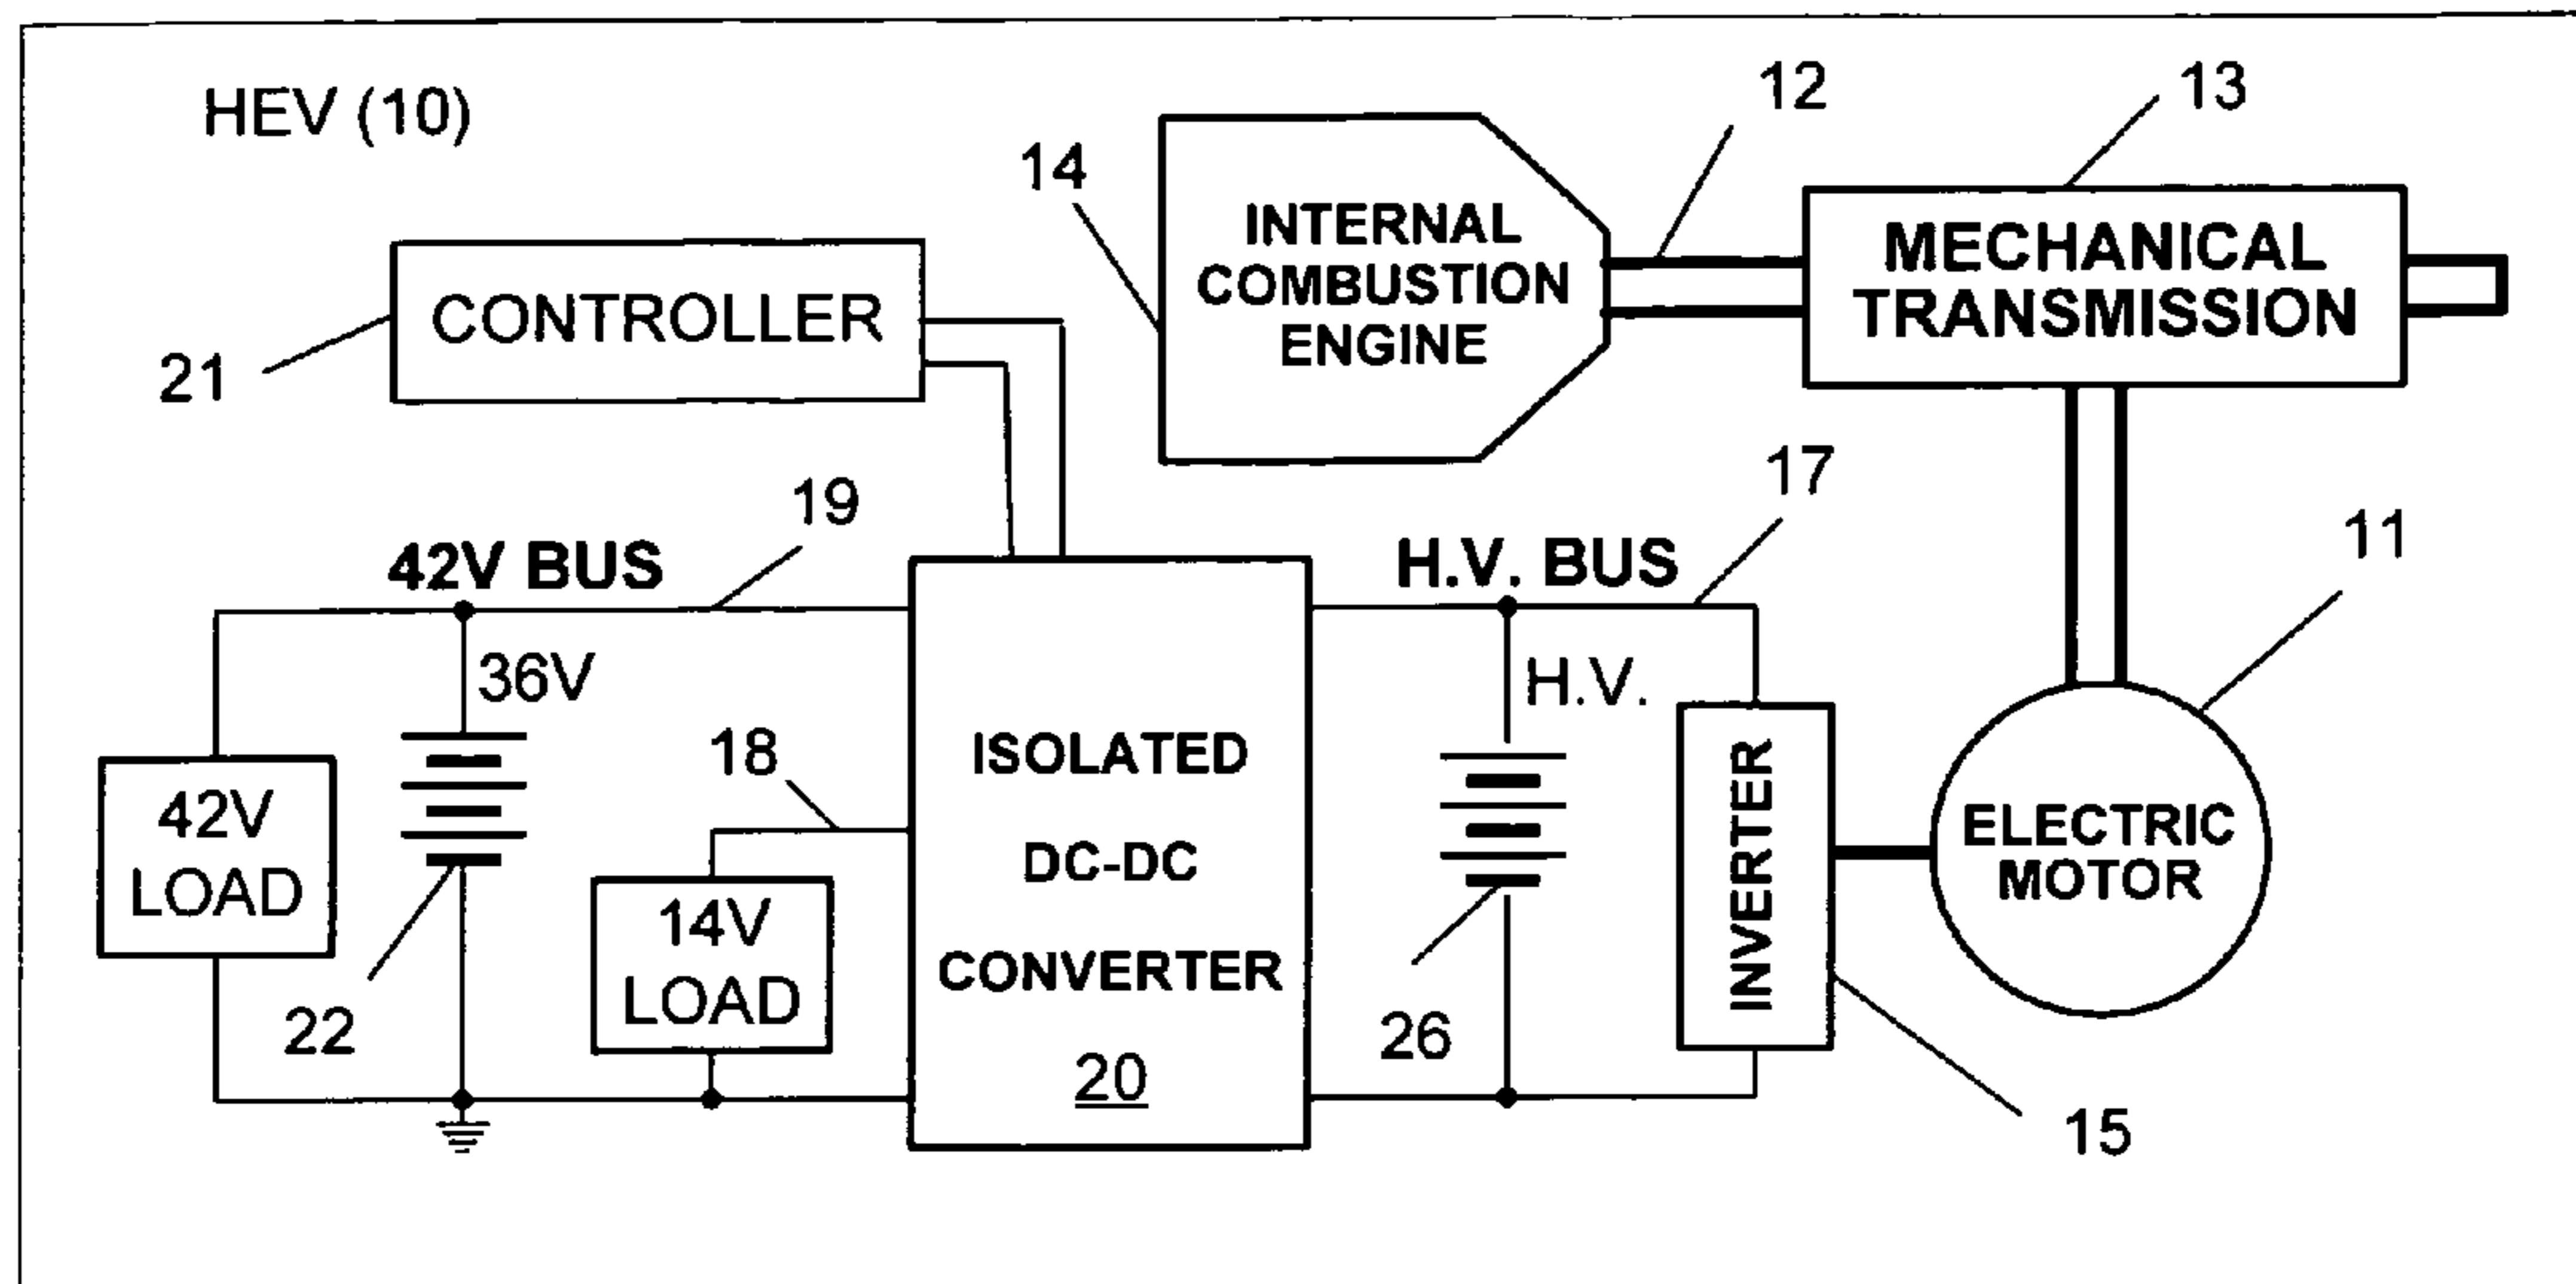 HEV (10)
12
13
14
INTERNAL
COMBUSTION
ENGINE
MECHANICAL
TRANSMISSION
CONTROLLER
21
19
17
11
42V BUS
H.V. BUS
36V
H.V.
18
ISOLATED
DC-DC
CONVERTER
20
42V
LOAD
14V
LOAD
INVERTER
ELECTRIC
MOTOR
22
26
15